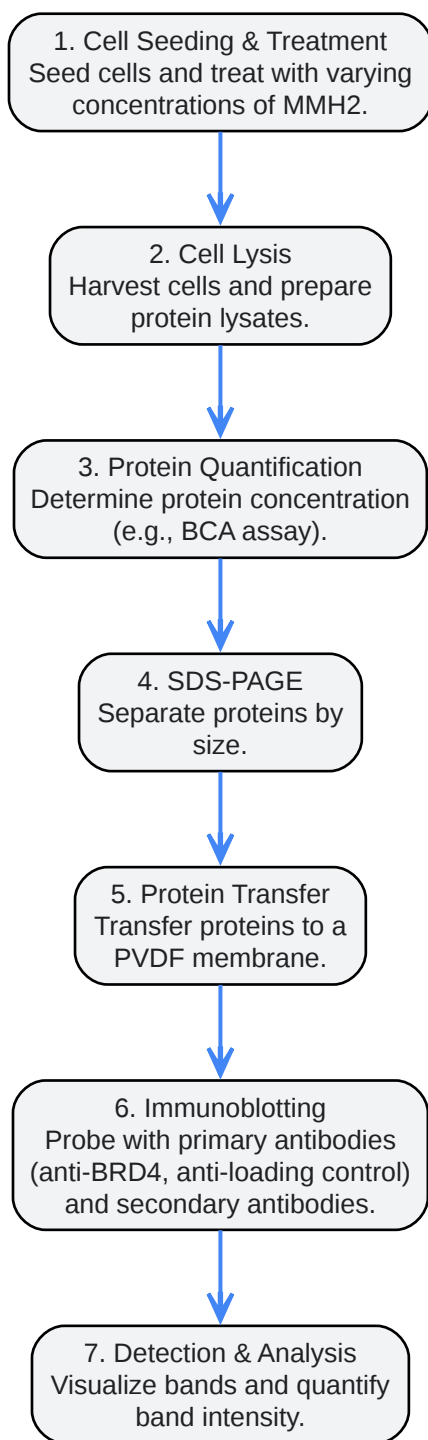 1. Cell Seeding & Treatment
Seed cells and treat with varying
concentrations of MMH2.
2. Cell Lysis
Harvest cells and prepare
protein lysates.
3. Protein Quantification
Determine protein concentration
(e.g., BCA assay).
4. SDS-PAGE
Separate proteins by
size.
5. Protein Transfer
Transfer proteins to a
PVDF membrane.
6. Immunoblotting
Probe with primary antibodies
(anti-BRD4, anti-loading control)
and secondary antibodies.
7. Detection & Analysis
Visualize bands and quantify
band intensity.